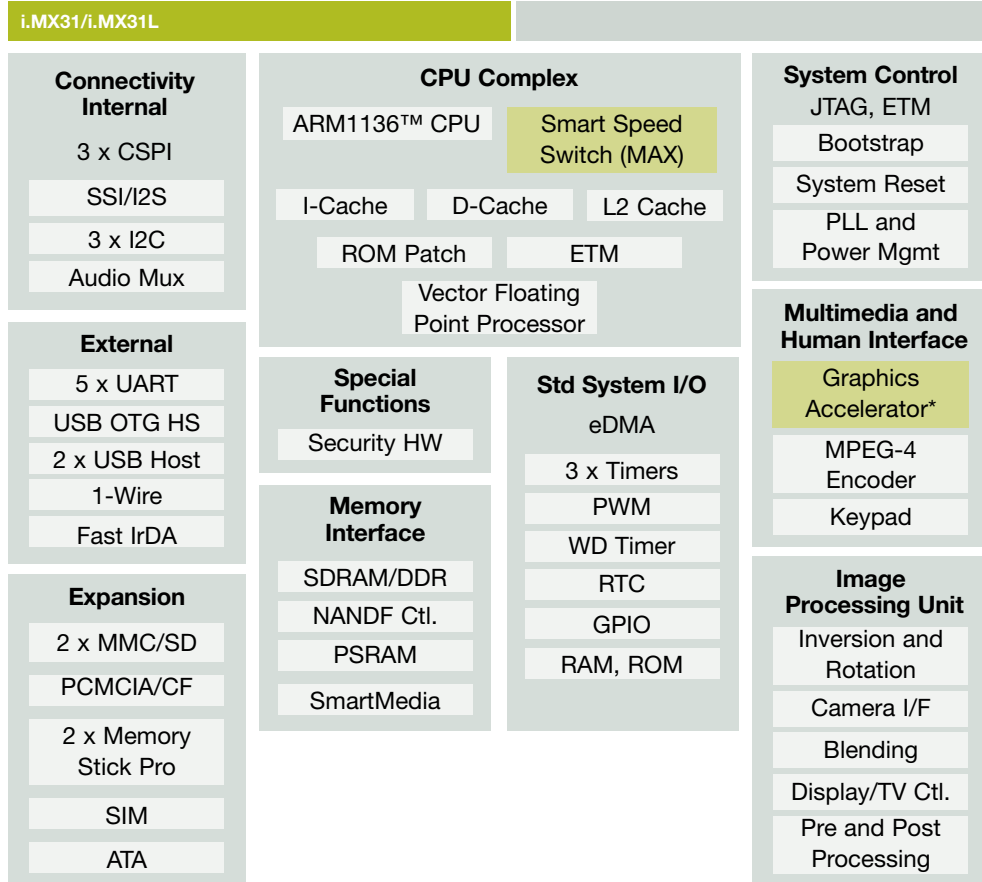 i.MX31/i.MX31L
Connectivity
Internal
3 x CSPI
SSI/I2S
3 x I2C
Audio Mux
External
5 x UART
USB OTG HS
2 x USB Host
1-Wire
Fast IrDA
Expansion
2 x MMC/SD
PCMCIA/CF
2 x Memory
Stick Pro
SIM
ATA
CPU Complex
ARM1136™ CPU
Smart Speed
Switch (MAX)
I-Cache
D-Cache
L2 Cache
ROM Patch
ETM
Vector Floating
Point Processor
Special
Functions
Security HW
Memory
Interface
SDRAM/DDR
NANDF Ctl.
PSRAM
SmartMedia
Std System I/O
eDMA
3 x Timers
PWM
WD Timer
RTC
GPIO
RAM, ROM
System Control
JTAG, ETM
Bootstrap
System Reset
PLL and
Power Mgmt
Multimedia and
Human Interface
Graphics
Accelerator*
MPEG-4
Encoder
Keypad
Image
Processing Unit
Inversion and
Rotation
Camera I/F
Blending
Display/TV Ctl.
Pre and Post
Processing